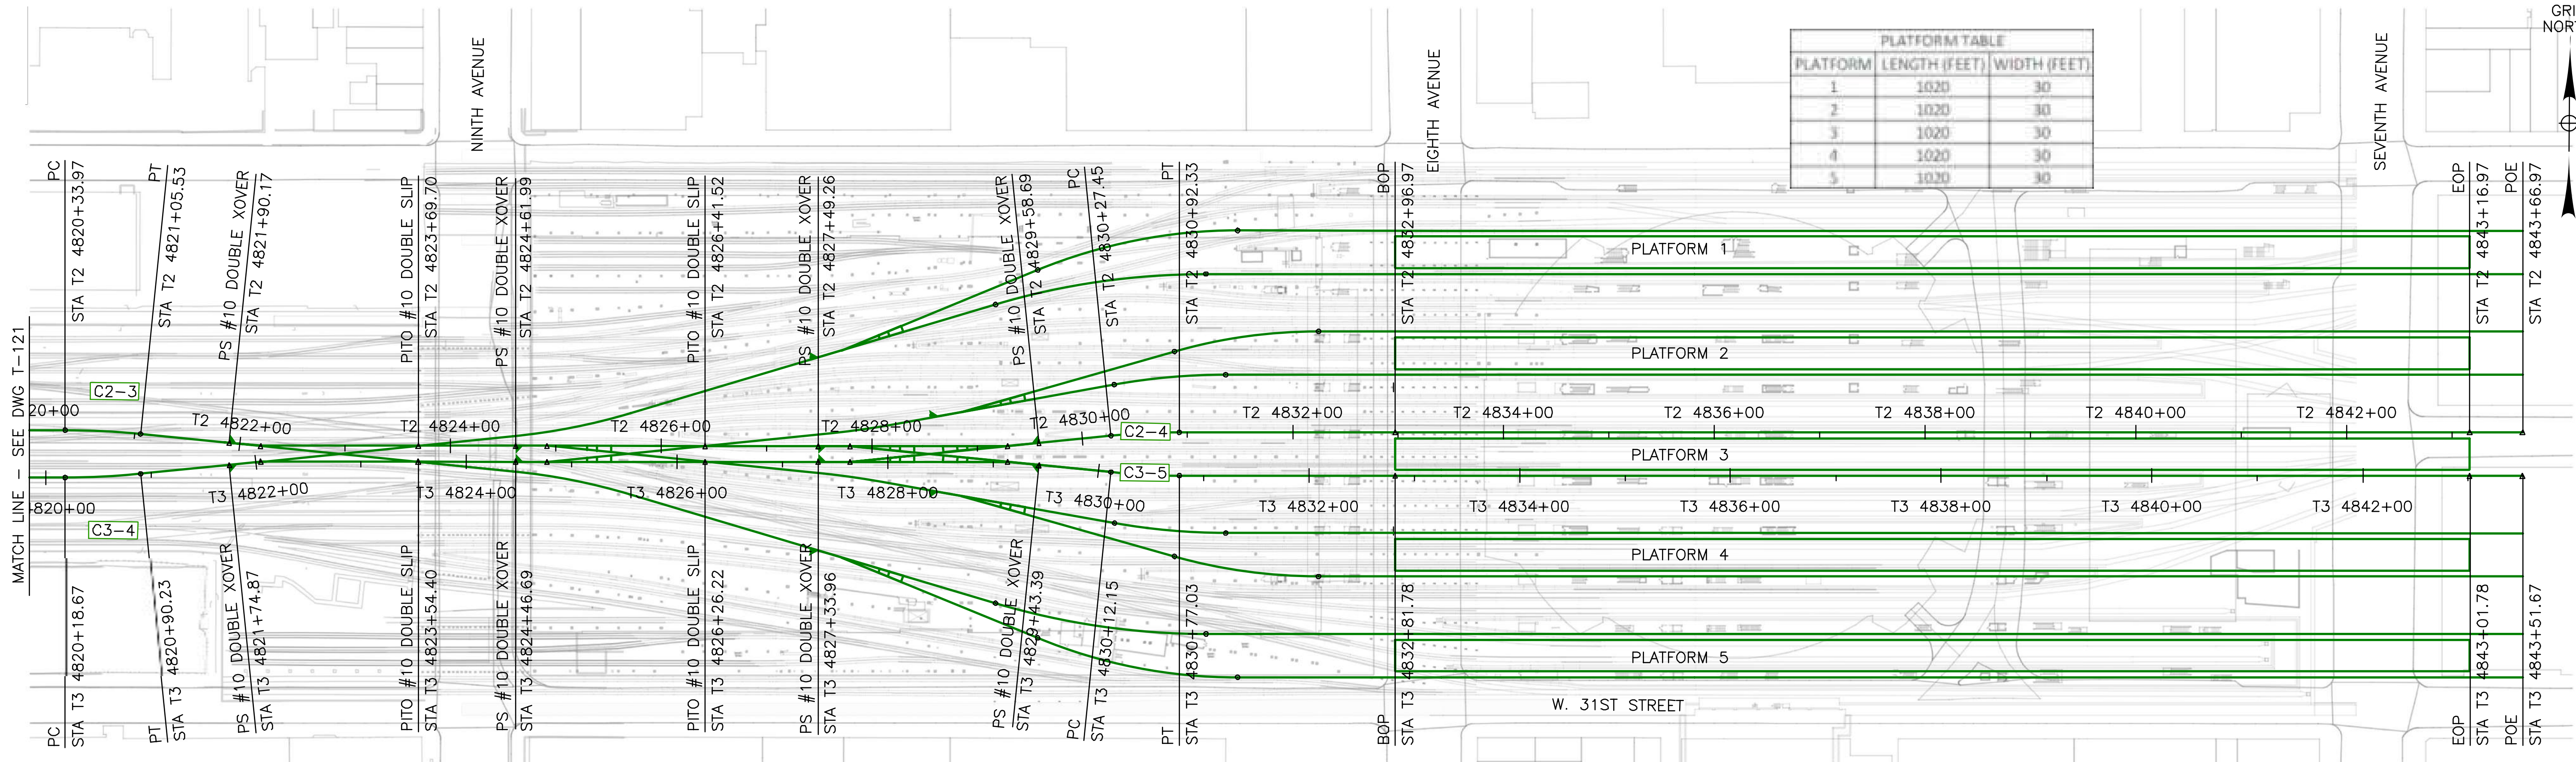 GRI
NOR
NINTH AVENUE
EIGHTH AVENUE
SEVENTH AVENUE
PLATFORM TABLE
PLATFORM LENGTH (FEET) WIDTH (FEET)
1 1020 30
2 1020 30
3 1020 30
4 1020 30
5 1020 30
PC
STA T2 4820+33.97
PT
STA T2 4821+05.53
PS #10 DOUBLE XOVER
STA T2 4821+90.17
PITO #10 DOUBLE SLIP
STA T2 4823+69.70
PS #10 DOUBLE XOVER
STA T2 4824+61.99
PITO #10 DOUBLE SLIP
STA T2 4826+41.52
PS #10 DOUBLE XOVER
STA T2 4827+49.26
PS #10 DOUBLE XOVER
STA T2 4829+58.69
PC
STA T2 4830+27.45
PT
STA T2 4830+92.33
BOP
STA T2 4832+96.97
EOP
STA T2 4843+16.97
POE
STA T2 4843+66.97
PLATFORM 1
PLATFORM 2
MATCH LINE - SEE DWG T-121
C2-3
20+00
T2 4822+00
T2 4824+00
T2 4826+00
T2 4828+00
T2 4830+00
C2-4
T2 4832+00
T2 4834+00
T2 4836+00
T2 4838+00
T2 4840+00
T2 4842+00
PLATFORM 3
C3-5
820+00
T3 4822+00
T3 4824+00
T3 4826+00
T3 4828+00
T3 4830+00
T3 4832+00
T3 4834+00
T3 4836+00
T3 4838+00
T3 4840+00
T3 4842+00
C3-4
PLATFORM 4
PLATFORM 5
W. 31ST STREET
PC
STA T3 4820+18.67
PT
STA T3 4820+90.23
PS #10 DOUBLE XOVER
STA T3 4821+74.87
PITO #10 DOUBLE SLIP
STA T3 4823+54.40
PS #10 DOUBLE XOVER
STA T3 4824+46.69
PITO #10 DOUBLE SLIP
STA T3 4826+26.22
PS #10 DOUBLE XOVER
STA T3 4827+33.96
PS #10 DOUBLE XOVER
STA T3 4829+43.39
PC
STA T3 4830+12.15
PT
STA T3 4830+77.03
BOP
STA T3 4832+81.78
EOP
STA T3 4843+01.78
POE
STA T3 4843+51.67